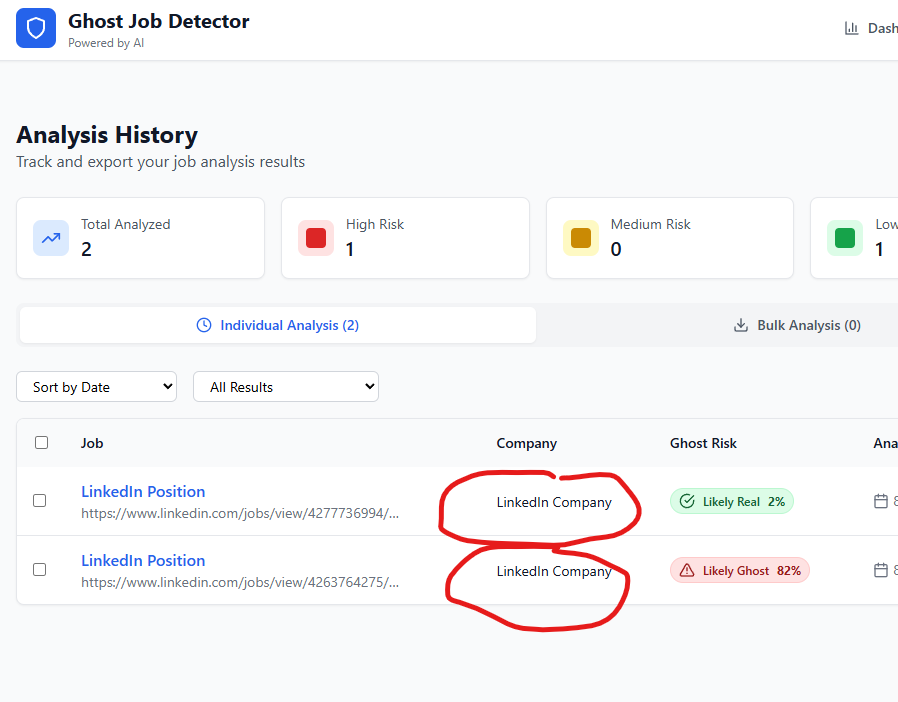 Ghost Job Detector
Powered by AI
Dash
Analysis History
Track and export your job analysis results
Total Analyzed
2
High Risk
1
Medium Risk
0
Low
1
Individual Analysis (2)
Bulk Analysis (0)
Sort by Date
All Results
Job
Company
Ghost Risk
Ana
LinkedIn Position
https://www.linkedin.com/jobs/view/4277736994/...
LinkedIn Company
Likely Real 2%
8
LinkedIn Position
https://www.linkedin.com/jobs/view/4263764275/...
LinkedIn Company
Likely Ghost 82%
8